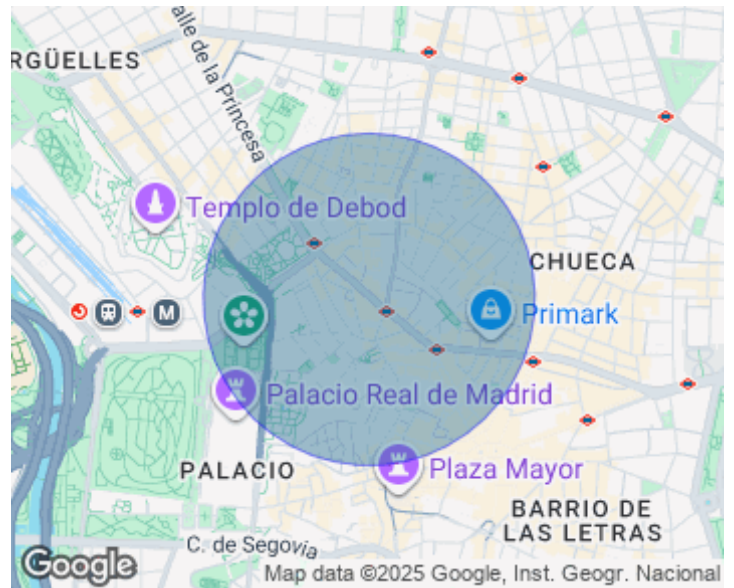 RGÜELLES
alle de la Princesa
Templo de Debod
CHUECA
Primark
M
Palacio Real de Madrid
PALACIO
Plaza Mayor
BARRIO DE
LAS LETRAS
C. de Segovia
Google
Map data ©2025 Google, Inst. Geogr. Nacional